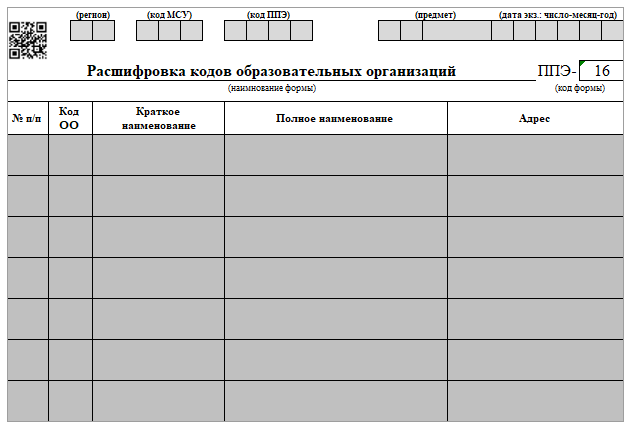 (регион) (код МСУ) (код ППЭ) (предмет) (дата экз.: число-месяц-год)
Расшифровка кодов образовательных организаций ППЭ- 16
(наимнование формы) (код формы)
№ п/п Код ОО Краткое наименование Полное наименование Адрес